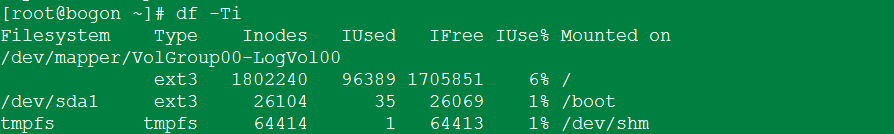 [root@bogon ~]# df -Ti
Filesystem    Type    Inodes   IUsed   IFree IUse% Mounted on
/dev/mapper/VolGroup00-LogVol00
              ext3   1802240   96389 1705851    6% /
/dev/sda1     ext3     26104      35   26069    1% /boot
tmpfs        tmpfs     64414       1   64413    1% /dev/shm